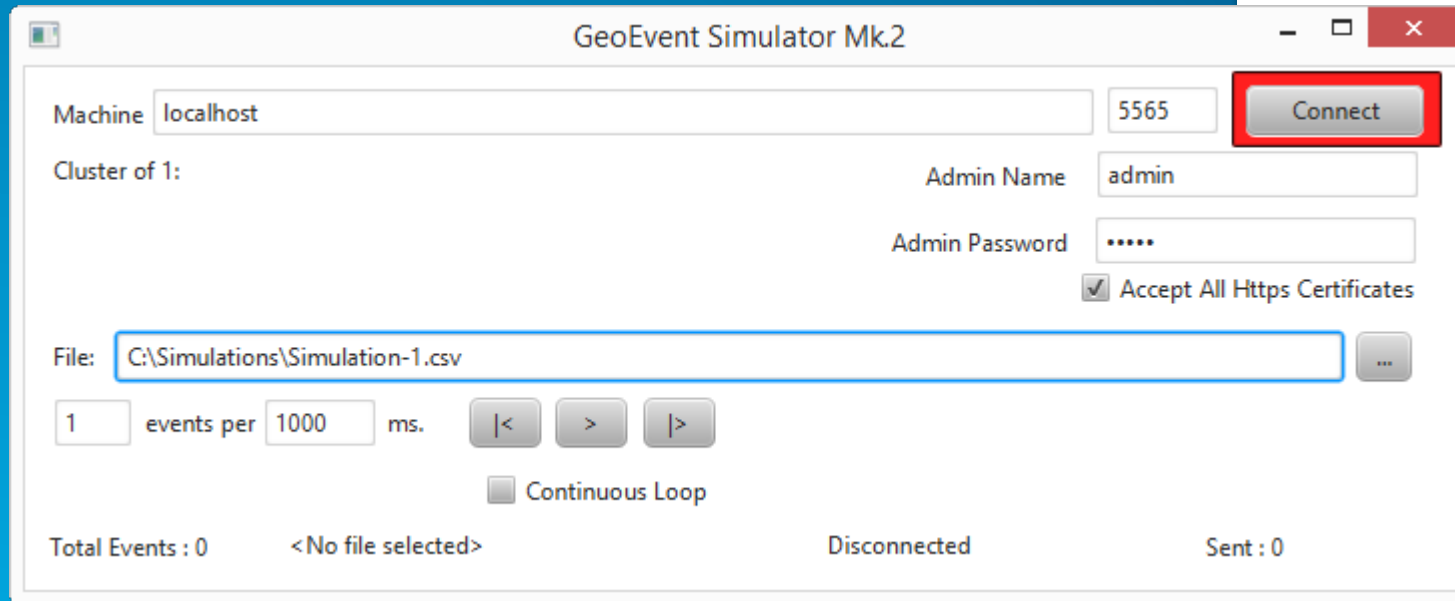 GeoEvent Simulator Mk.2
Machine localhost 5565 Connect
Cluster of 1: Admin Name admin
Admin Password •••••
Accept All Https Certificates
File: C:\Simulations\Simulation-1.csv ...
1 events per 1000 ms. |< > |>
Continuous Loop
Total Events : 0 <No file selected> Disconnected Sent : 0